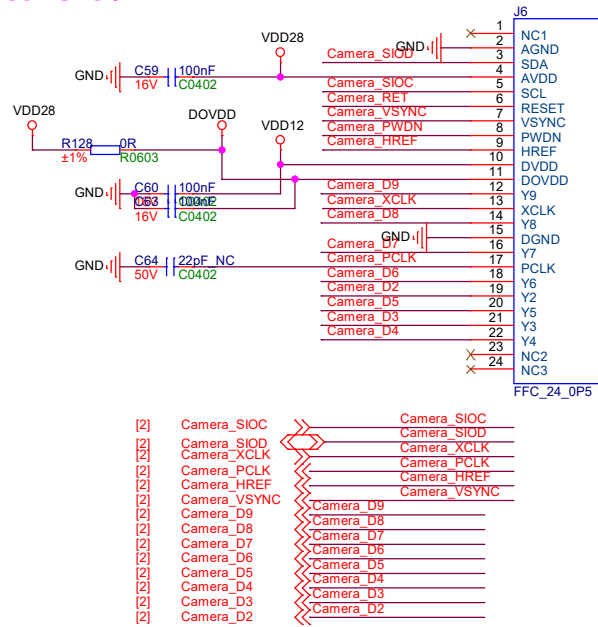 J6
1 NC1
GND 2 AGND
Camera_SIOD 3 SDA
VDD28
GND C59 100nF 4 AVDD
16V C0402
Camera_SIOC 5 SCL
Camera_RET 6 RESET
Camera_VSYNC 7 VSYNC
Camera_PWDN 8 PWDN
Camera_HREF 9 HREF
VDD28 DOVDD VDD12
R128 0R
±1% R0603
10 DVDD
11 DOVDD
GND C60 100nF
16V C0402
Camera_D9 12 Y9
Camera_XCLK 13 XCLK
Camera_D8 14 Y8
GND 15 DGND
Camera_D7 16 Y7
GND C64 22pF_NC Camera_PCLK 17 PCLK
50V C0402
Camera_D6 18 Y6
Camera_D2 19 Y2
Camera_D5 20 Y5
Camera_D3 21 Y3
Camera_D4 22 Y4
23 NC2
24 NC3
FFC_24_0P5
[2] Camera_SIOC Camera_SIOC
[2] Camera_SIOD Camera_SIOD
[2] Camera_XCLK Camera_XCLK
[2] Camera_PCLK Camera_PCLK
[2] Camera_HREF Camera_HREF
[2] Camera_VSYNC Camera_VSYNC
[2] Camera_D9 Camera_D9
[2] Camera_D8 Camera_D8
[2] Camera_D7 Camera_D7
[2] Camera_D6 Camera_D6
[2] Camera_D5 Camera_D5
[2] Camera_D4 Camera_D4
[2] Camera_D3 Camera_D3
[2] Camera_D2 Camera_D2